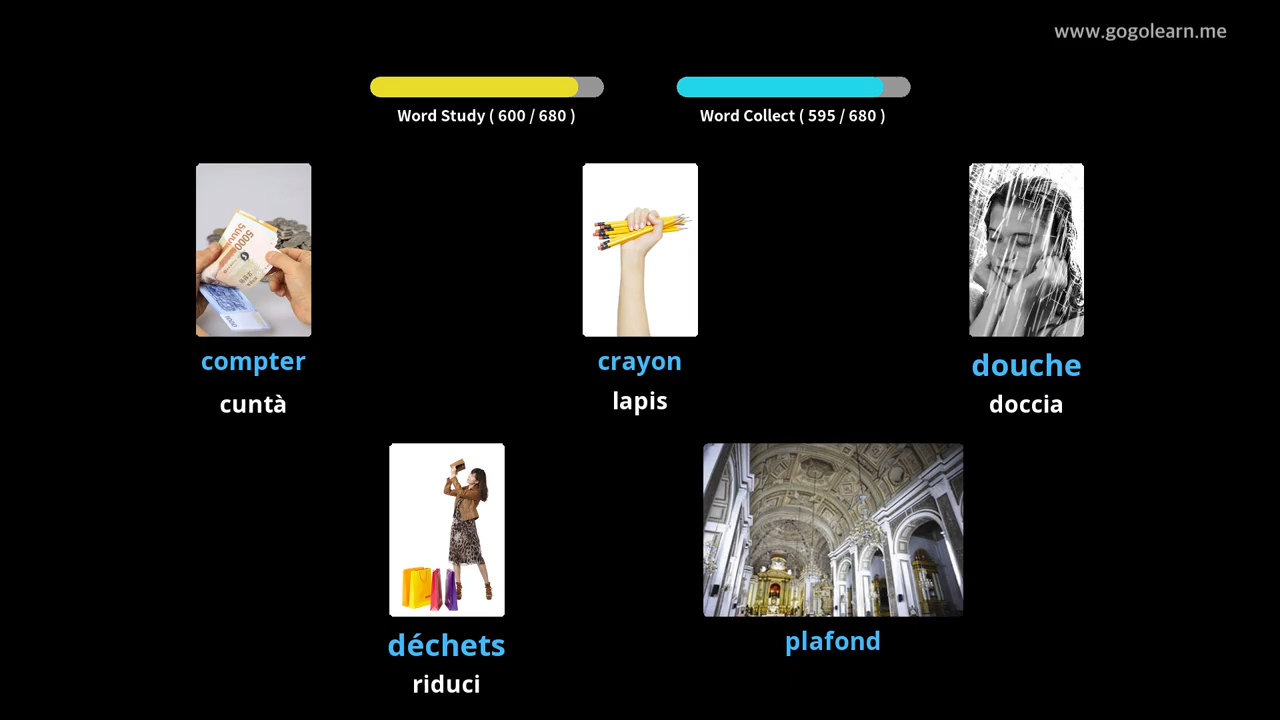 www.gogolearn.me
Word Study ( 600 / 680 )
Word Collect ( 595 / 680 )
compter
cuntà
crayon
lapis
douche
doccia
déchets
riduci
plafond